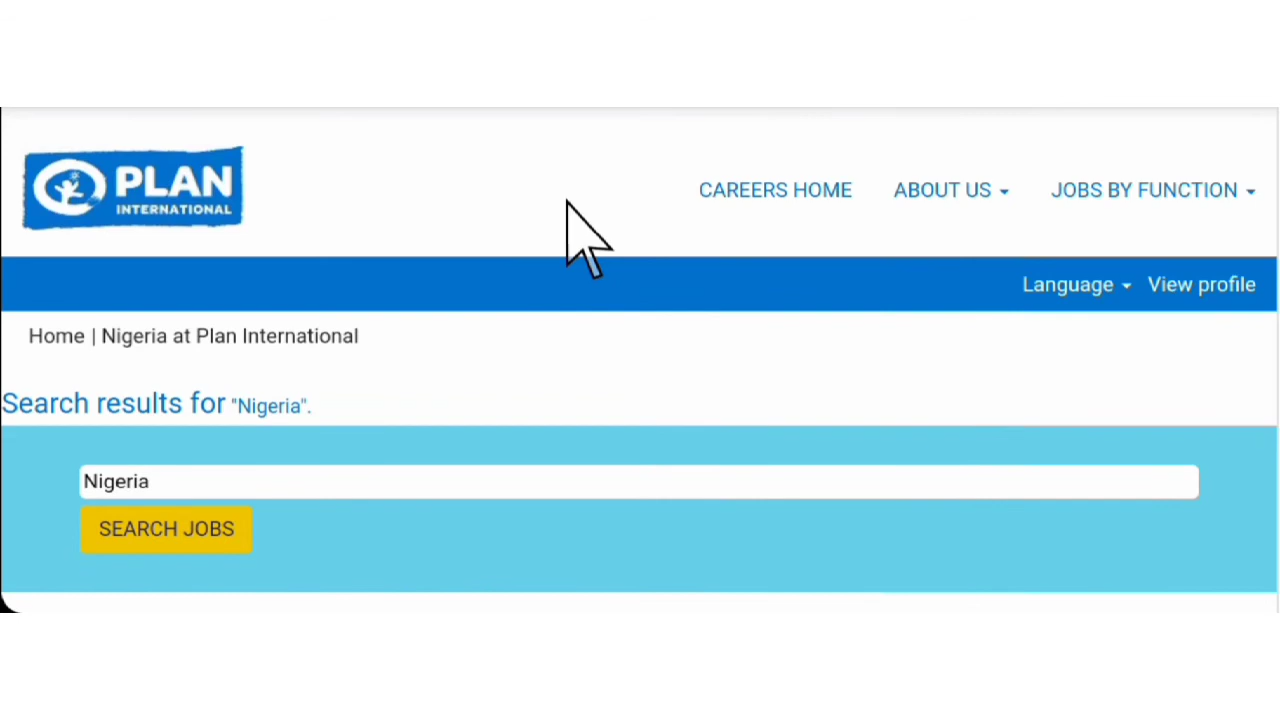 PLAN
INTERNATIONAL
CAREERS HOME ABOUT US JOBS BY FUNCTION
Language View profile
Home | Nigeria at Plan International
Search results for "Nigeria".
Nigeria
SEARCH JOBS